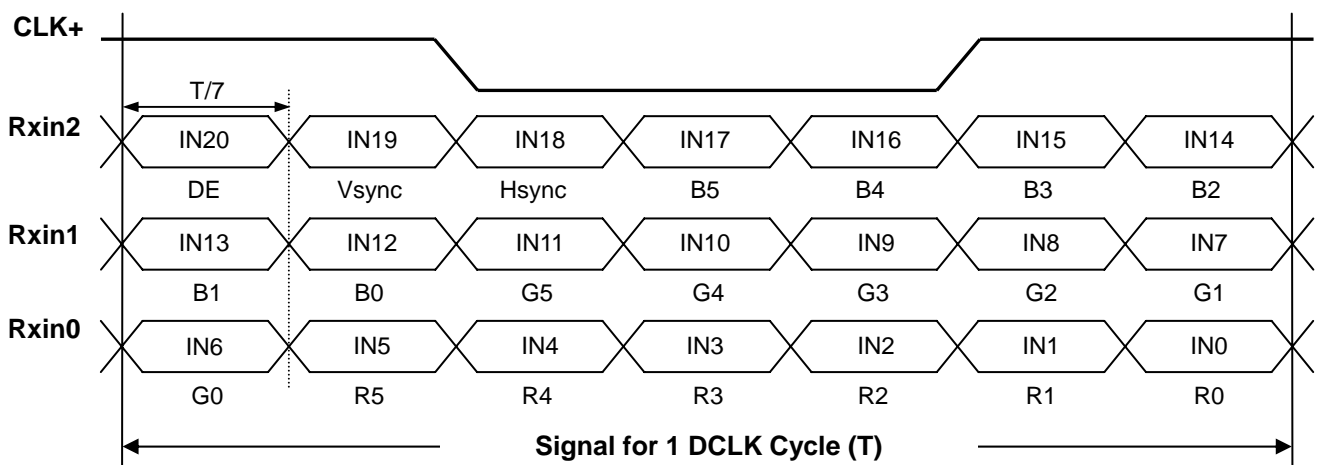 CLK+
T/7
Rxin2 IN20 IN19 IN18 IN17 IN16 IN15 IN14
DE Vsync Hsync B5 B4 B3 B2
Rxin1 IN13 IN12 IN11 IN10 IN9 IN8 IN7
B1 B0 G5 G4 G3 G2 G1
Rxin0 IN6 IN5 IN4 IN3 IN2 IN1 IN0
G0 R5 R4 R3 R2 R1 R0
Signal for 1 DCLK Cycle (T)